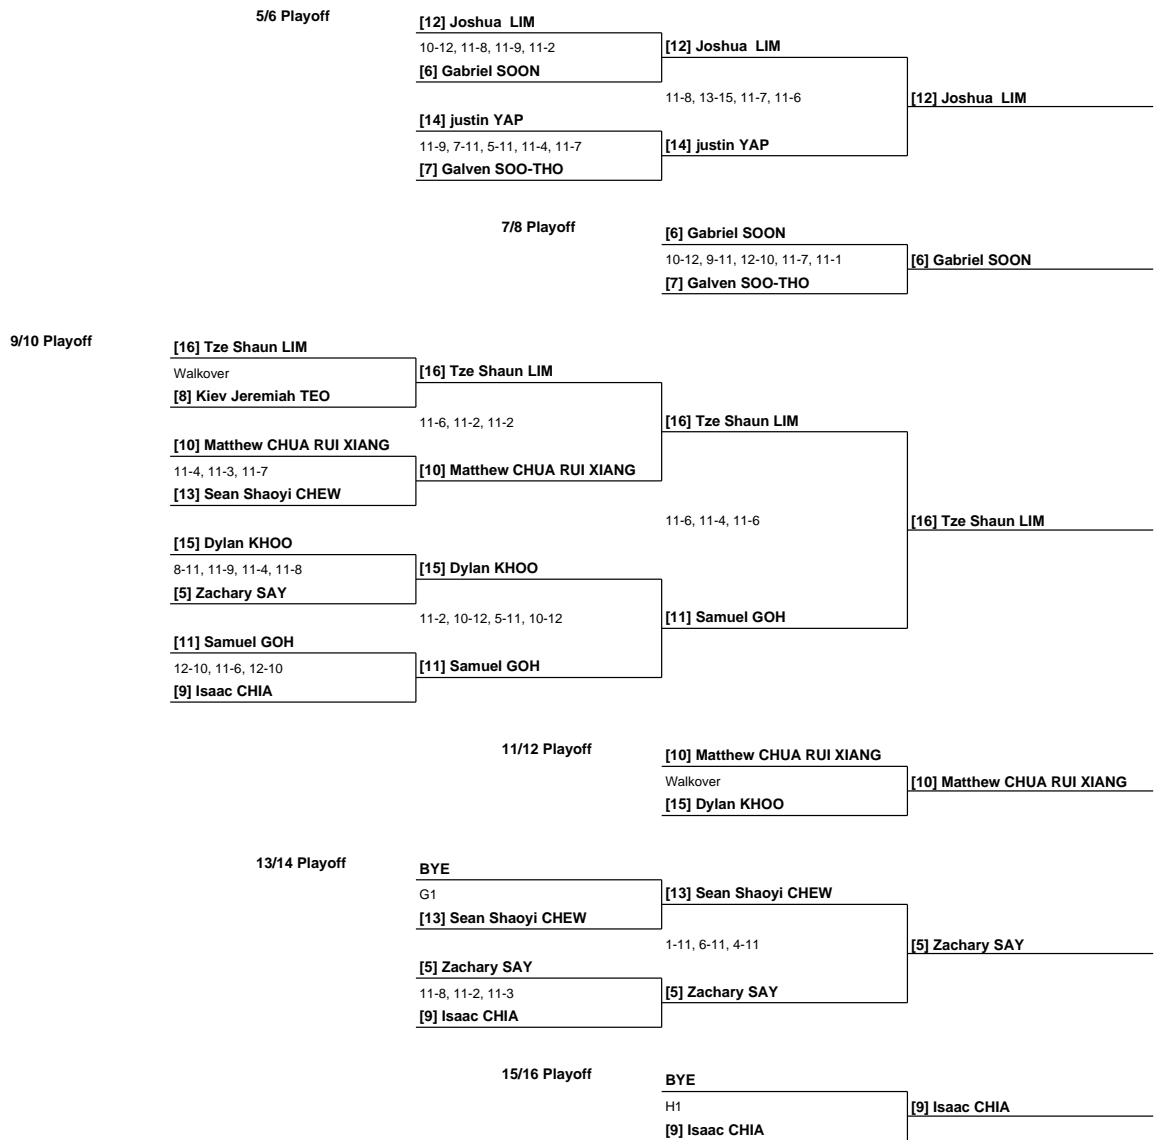 5/6 Playoff
[12] Joshua  LIM
10-12, 11-8, 11-9, 11-2
[6] Gabriel SOON
[12] Joshua  LIM
11-8, 13-15, 11-7, 11-6
[12] Joshua  LIM
[14] justin YAP
11-9, 7-11, 5-11, 11-4, 11-7
[7] Galven SOO-THO
[14] justin YAP
7/8 Playoff
[6] Gabriel SOON
10-12, 9-11, 12-10, 11-7, 11-1
[7] Galven SOO-THO
[6] Gabriel SOON
9/10 Playoff
[16] Tze Shaun LIM
Walkover
[8] Kiev Jeremiah TEO
[16] Tze Shaun LIM
11-6, 11-2, 11-2
[16] Tze Shaun LIM
[10] Matthew CHUA RUI XIANG
11-4, 11-3, 11-7
[13] Sean Shaoyi CHEW
[10] Matthew CHUA RUI XIANG
11-6, 11-4, 11-6
[16] Tze Shaun LIM
[15] Dylan KHOO
8-11, 11-9, 11-4, 11-8
[5] Zachary SAY
[15] Dylan KHOO
11-2, 10-12, 5-11, 10-12
[11] Samuel GOH
[11] Samuel GOH
12-10, 11-6, 12-10
[9] Isaac CHIA
[11] Samuel GOH
11/12 Playoff
[10] Matthew CHUA RUI XIANG
Walkover
[15] Dylan KHOO
[10] Matthew CHUA RUI XIANG
13/14 Playoff
BYE
G1
[13] Sean Shaoyi CHEW
[13] Sean Shaoyi CHEW
1-11, 6-11, 4-11
[5] Zachary SAY
[5] Zachary SAY
11-8, 11-2, 11-3
[9] Isaac CHIA
[5] Zachary SAY
15/16 Playoff
BYE
H1
[9] Isaac CHIA
[9] Isaac CHIA